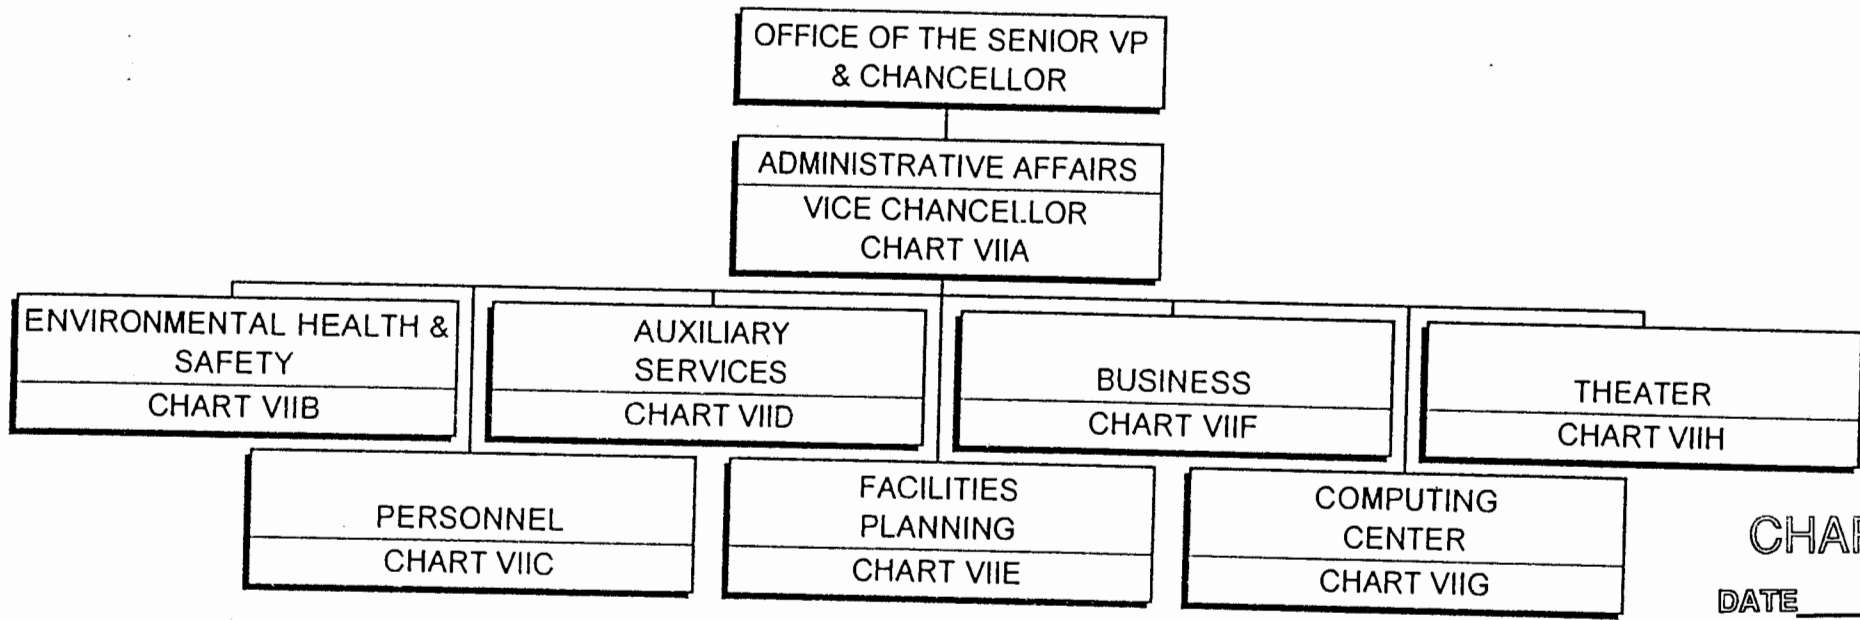 OFFICE OF THE SENIOR VP
& CHANCELLOR
ADMINISTRATIVE AFFAIRS
VICE CHANCELLOR
CHART VIIA
ENVIRONMENTAL HEALTH &
SAFETY
CHART VIIB
AUXILIARY
SERVICES
CHART VIID
BUSINESS
CHART VIIF
THEATER
CHART VIIH
PERSONNEL
CHART VIIC
FACILITIES
PLANNING
CHART VIIE
COMPUTING
CENTER
CHART VIIG
DATE